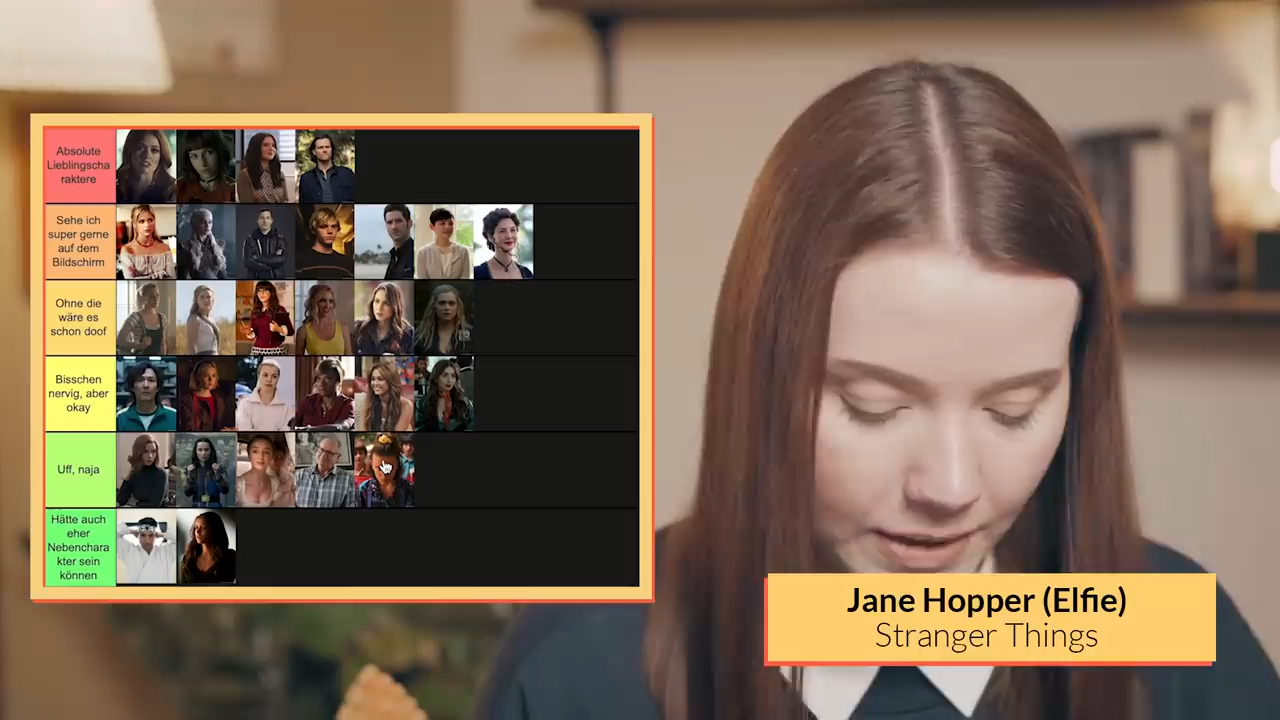 Absolute
Lieblingscha
raktere
Sehe ich
super gerne
auf dem
Bildschirm
Ohne die
wäre es
schon doof
Bisschen
nervig, aber
okay
Uff, naja
Hätte auch
eher
Nebenchara
kter sein
können
Jane Hopper (Elfie)
Stranger Things